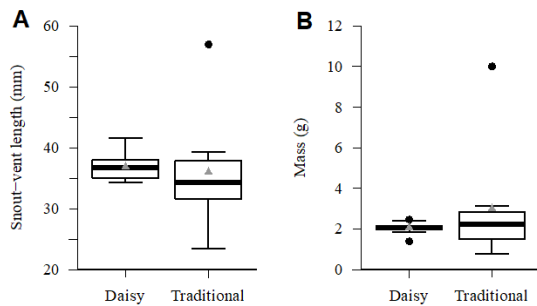 A
Snout−vent length (mm)
60
50
40
30
20
Daisy Traditional
B
Mass (g)
12
10
8
6
4
2
0
Daisy Traditional